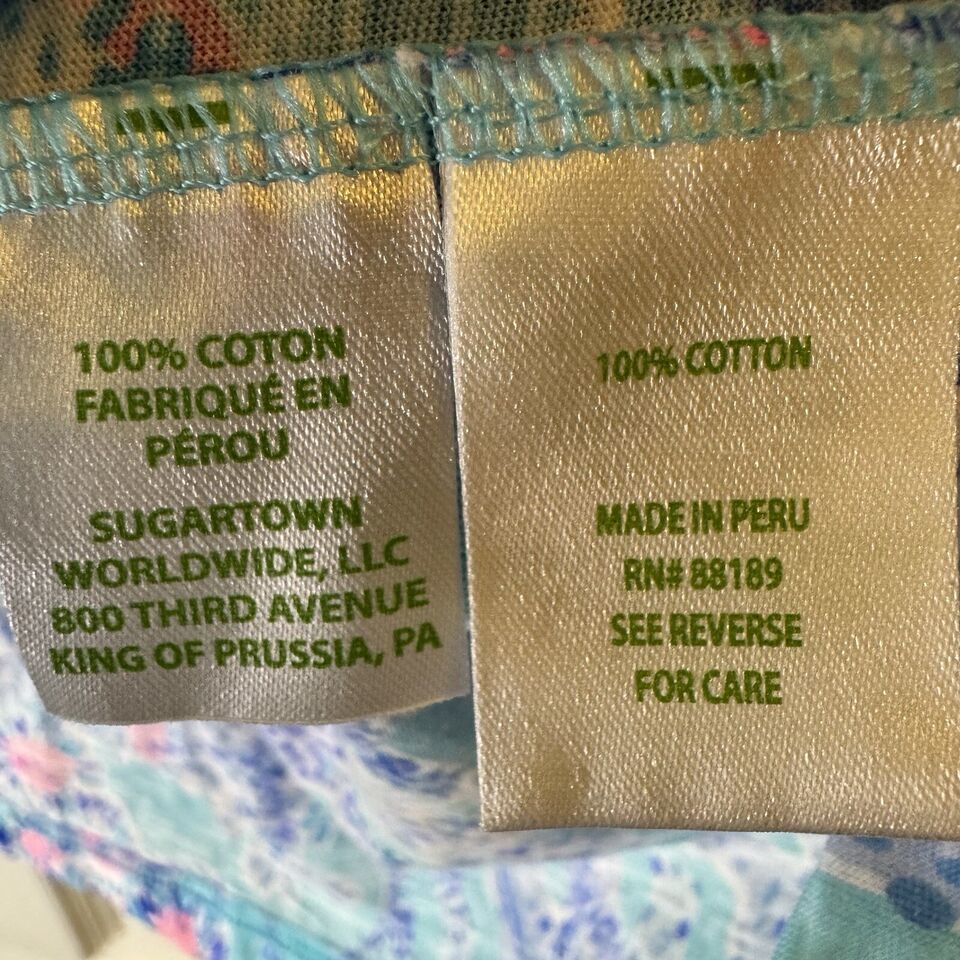 100% COTON
FABRIQUÉ EN
PÉROU
SUGARTOWN
WORLDWIDE, LLC
800 THIRD AVENUE
KING OF PRUSSIA, PA
100% COTTON
MADE IN PERU
RN# 88189
SEE REVERSE
FOR CARE